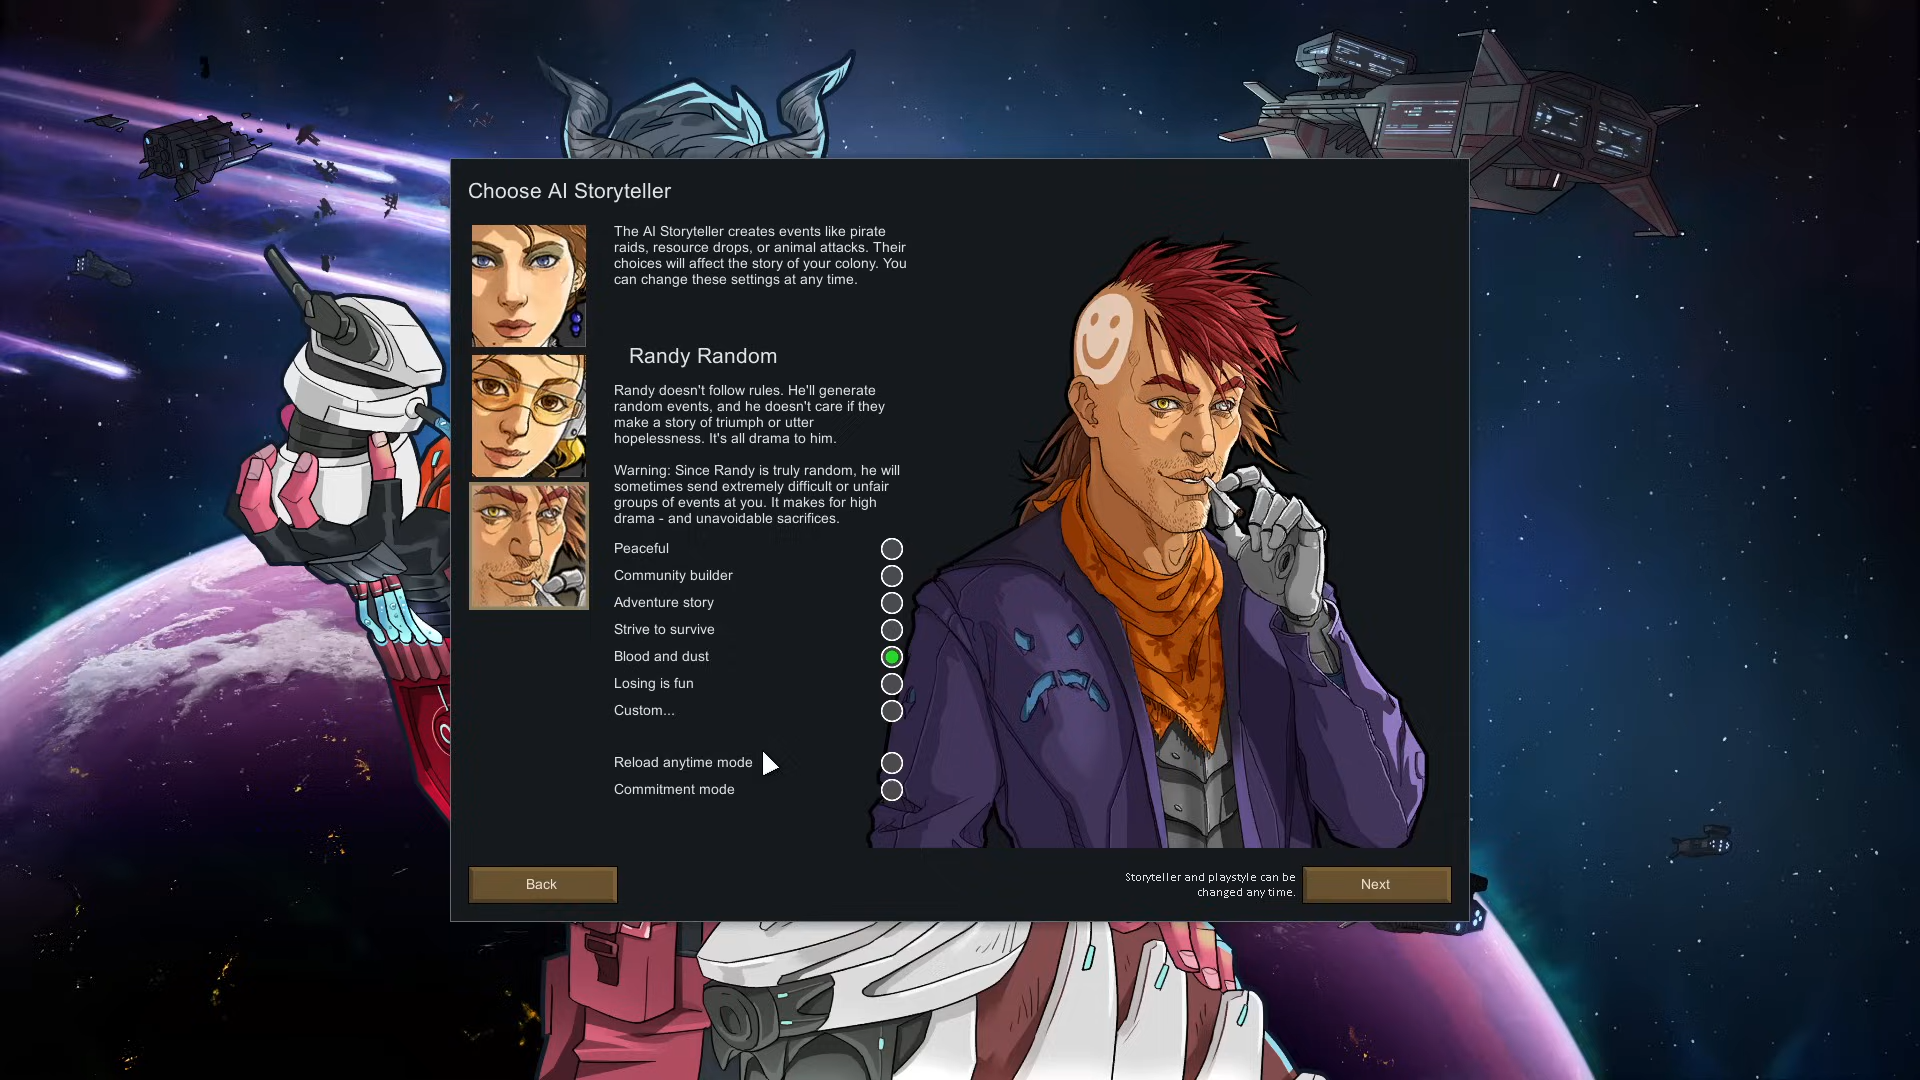 Choose AI Storyteller
The AI Storyteller creates events like pirate
raids, resource drops, or animal attacks. Their
choices will affect the story of your colony. You
can change these settings at any time.
Randy Random
Randy doesn't follow rules. He'll generate
random events, and he doesn't care if they
make a story of triumph or utter
hopelessness. It's all drama to him.
Warning: Since Randy is truly random, he will
sometimes send extremely difficult or unfair
groups of events at you. It makes for high
drama - and unavoidable sacrifices.
Peaceful
Community builder
Adventure story
Strive to survive
Blood and dust
Losing is fun
Custom...
Reload anytime mode
Commitment mode
Back
Storyteller and playstyle can be
changed any time.
Next